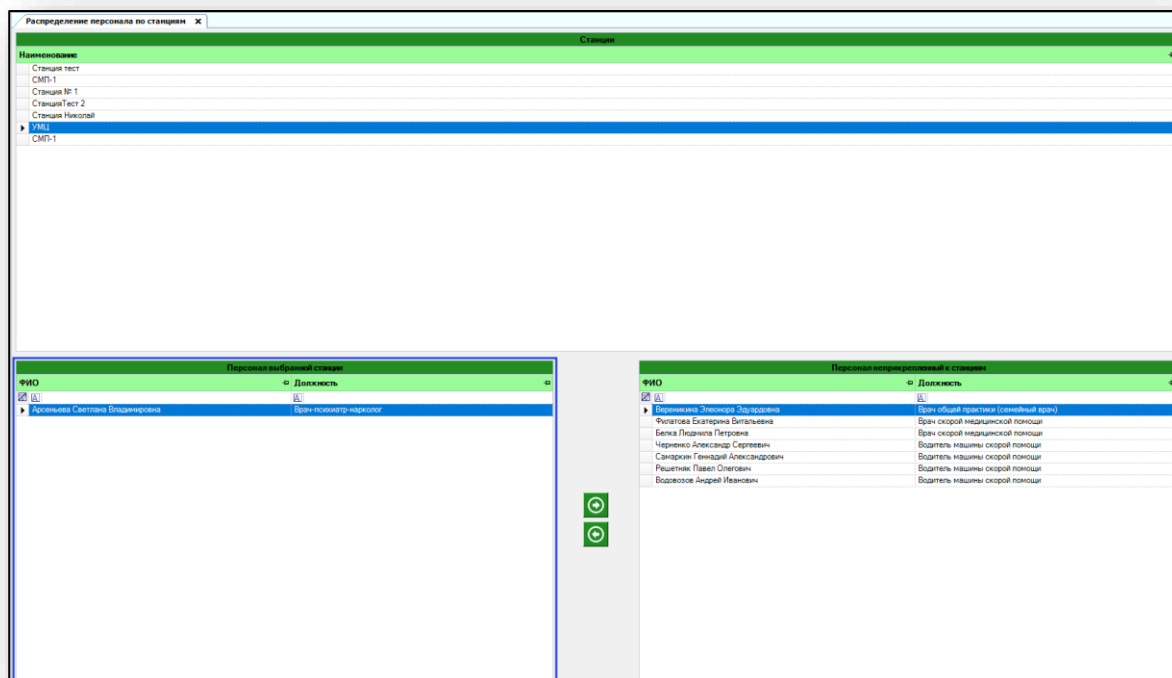 Распределение персонала по станциям X
Станции
Наименование
Станция тест
СМП-1
Станция № 1
СтанцияТест 2
Станция Николай
УМЦ
СМП-1
Персонал выбранной станции
ФИО Должность
A A
Арсеньева Светлана Владимировна Врач-психиатр-нарколог
Персонал неприкрепленный к станциям
ФИО Должность
A A
Вереникина Элеонора Эдуардовна Врач общей практики (семейный врач)
Филатова Екатерина Витальевна Врач скорой медицинской помощи
Белка Людмила Петровна Врач скорой медицинской помощи
Черненко Александр Сергеевич Водитель машины скорой помощи
Самаркин Геннадий Александрович Водитель машины скорой помощи
Решетняк Павел Олегович Водитель машины скорой помощи
Водовозов Андрей Иванович Водитель машины скорой помощи